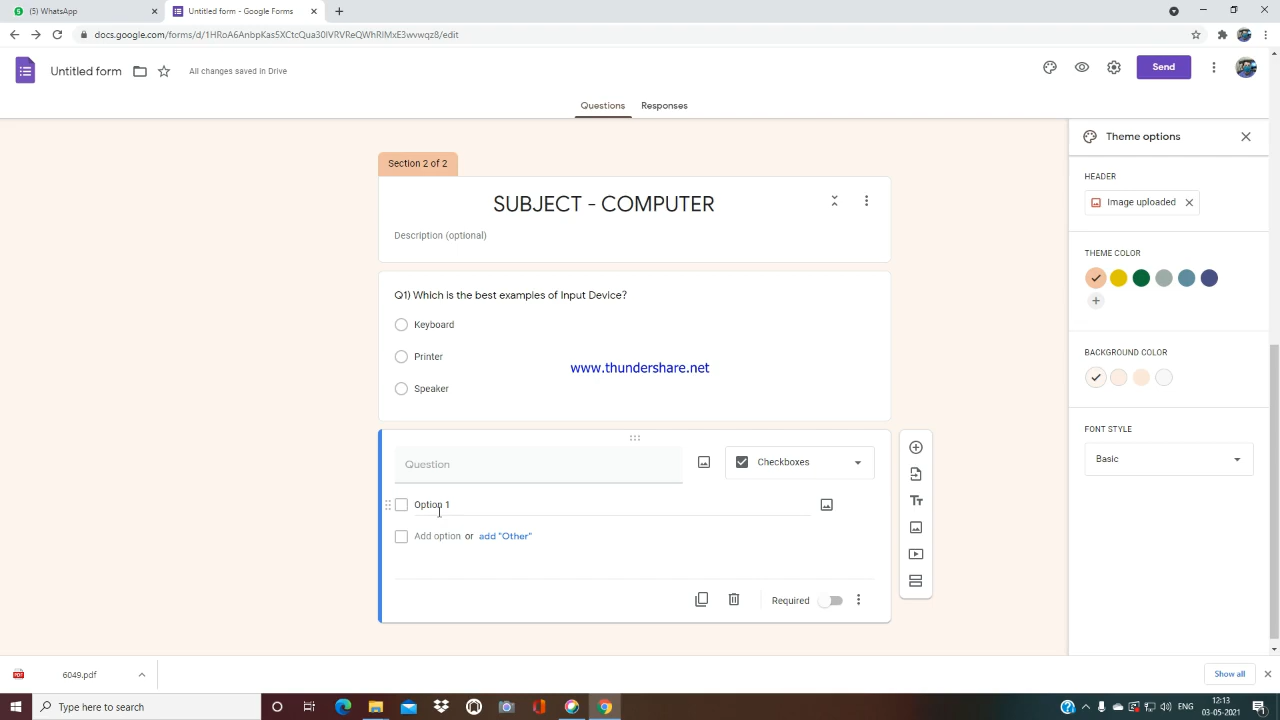 (5) WhatsApp
Untitled form - Google Forms
docs.google.com/forms/d/1HRoA6AnbpKas5XCtcQua30IVRVReQWhRlMxE3wvwqz8/edit
Untitled form
All changes saved in Drive
Send
Questions
Responses
Theme options
Section 2 of 2
SUBJECT - COMPUTER
Description (optional)
HEADER
Image uploaded
THEME COLOR
Q1) Which is the best examples of Input Device?
Keyboard
Printer
Speaker
www.thundershare.net
BACKGROUND COLOR
FONT STYLE
Basic
Question
Checkboxes
Option 1
Add option or add "Other"
Required
6049.pdf
Show all
Type here to search
12:13
03-05-2021